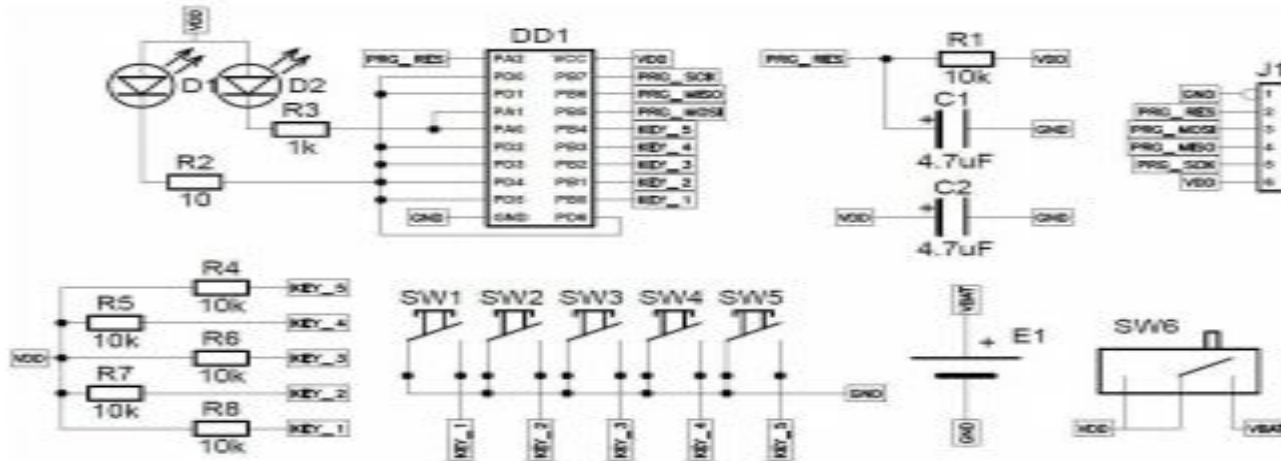 VDD
D1
D2
R3
1k
R2
10
DD1
PRG_RES
PA2
VCC
VDD
PD0
PB7
PRG_SCK
PD1
PB6
PRG_MISO
PA1
PB5
PRG_MOSI
PA0
PB4
KEY_5
PD2
PB3
KEY_4
PD3
PB2
KEY_3
PD4
PB1
KEY_2
PD5
PB0
KEY_1
GND
GND
PD6
R1
PRG_RES
VDD
10k
C1
GND
4.7uF
C2
VDD
GND
4.7uF
J1
GND
1
PRG_RES
2
PRG_MOSI
3
PRG_MISO
4
PRG_SCK
5
VDD
6
R4
KEY_5
10k
R5
KEY_4
10k
R6
VDD
KEY_3
10k
R7
KEY_2
10k
R8
KEY_1
10k
SW1
SW2
SW3
SW4
SW5
GND
KEY_1
KEY_2
KEY_3
KEY_4
KEY_5
VBAT
+
E1
GND
SW6
VDD
VBAT